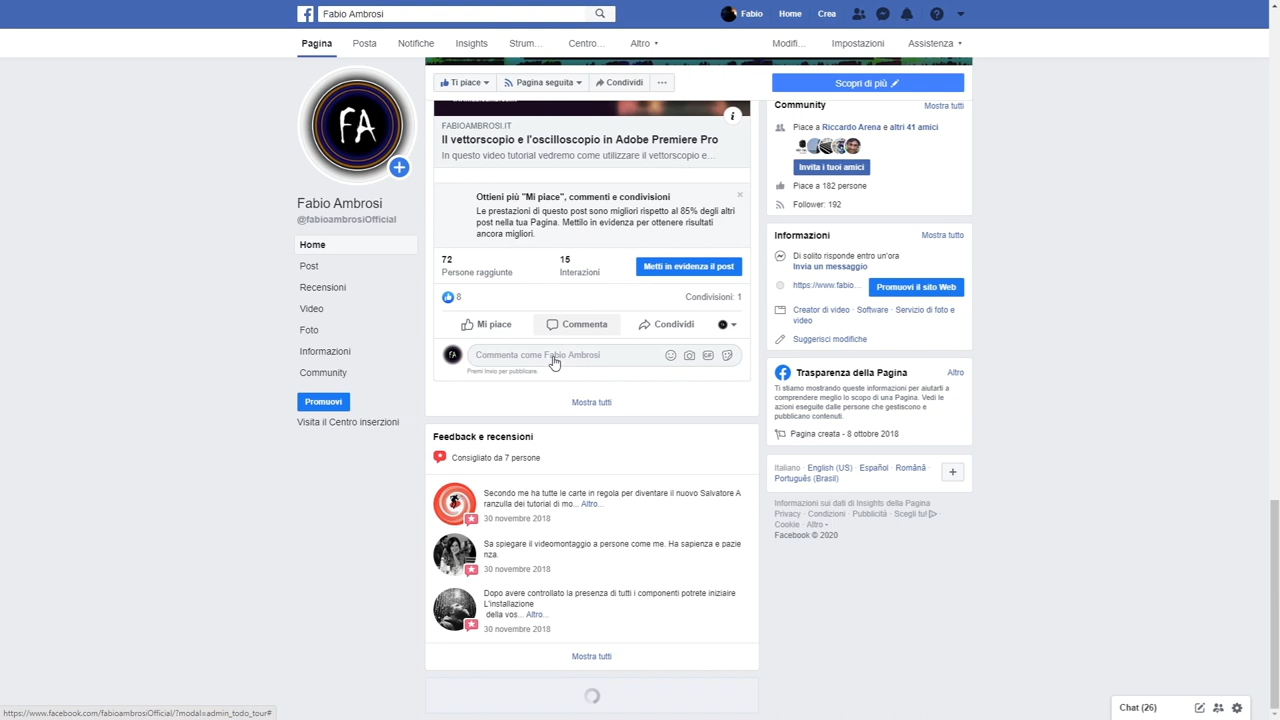 Fabio Ambrosi
Fabio Home Crea
Pagina Posta Notifiche Insights Strum... Centro... Altro Modifi... Impostazioni Assistenza
FA
Fabio Ambrosi
@fabioambrosiOfficial
Home
Post
Recensioni
Video
Foto
Informazioni
Community
Promuovi
Visita il Centro inserzioni
Ti piace Pagina seguita Condividi ... Scopri di più
FABIOAMBROSI.IT
Il vettorscopio e l'oscilloscopio in Adobe Premiere Pro
In questo video tutorial vedremo come utilizzare il vettorscopio e...
Ottieni più "Mi piace", commenti e condivisioni
Le prestazioni di questo post sono migliori rispetto al 85% degli altri
post nella tua Pagina. Mettilo in evidenza per ottenere risultati
ancora migliori.
72 15
Persone raggiunte Interazioni Metti in evidenza il post
8 Condivisioni: 1
Mi piace Commenta Condividi
FA Commenta come Fabio Ambrosi GIF
Premi Invio per pubblicare.
Mostra tutti
Feedback e recensioni
Consigliato da 7 persone
Secondo me ha tutte le carte in regola per diventare il nuovo Salvatore A
ranzulla dei tutorial di mo... Altro...
30 novembre 2018
Sa spiegare il videomontaggio a persone come me. Ha sapienza e pazie
nza.
30 novembre 2018
Dopo avere controllato la presenza di tutti i componenti potrete iniziare
L'installazione
della vos... Altro...
30 novembre 2018
Mostra tutti
Community Mostra tutti
Piace a Riccardo Arena e altri 41 amici
Invita i tuoi amici
Piace a 182 persone
Follower: 192
Informazioni Mostra tutto
Di solito risponde entro un'ora
Invia un messaggio
https://www.fabio... Promuovi il sito Web
Creator di video · Software · Servizio di foto e
video
Suggerisci modifiche
Trasparenza della Pagina Altro
Ti stiamo mostrando queste informazioni per aiutarti a
comprendere meglio lo scopo di una Pagina. Vedi le
azioni eseguite dalle persone che gestiscono e
pubblicano contenuti.
Pagina creata - 8 ottobre 2018
Italiano · English (US) · Español · Română ·
Português (Brasil)
Informazioni sui dati di Insights della Pagina
Privacy · Condizioni · Pubblicità · Scegli tu! ·
Cookie · Altro
Facebook © 2020
Chat (26)
https://www.facebook.com/fabioambrosiOfficial/?modal=admin_todo_tour#